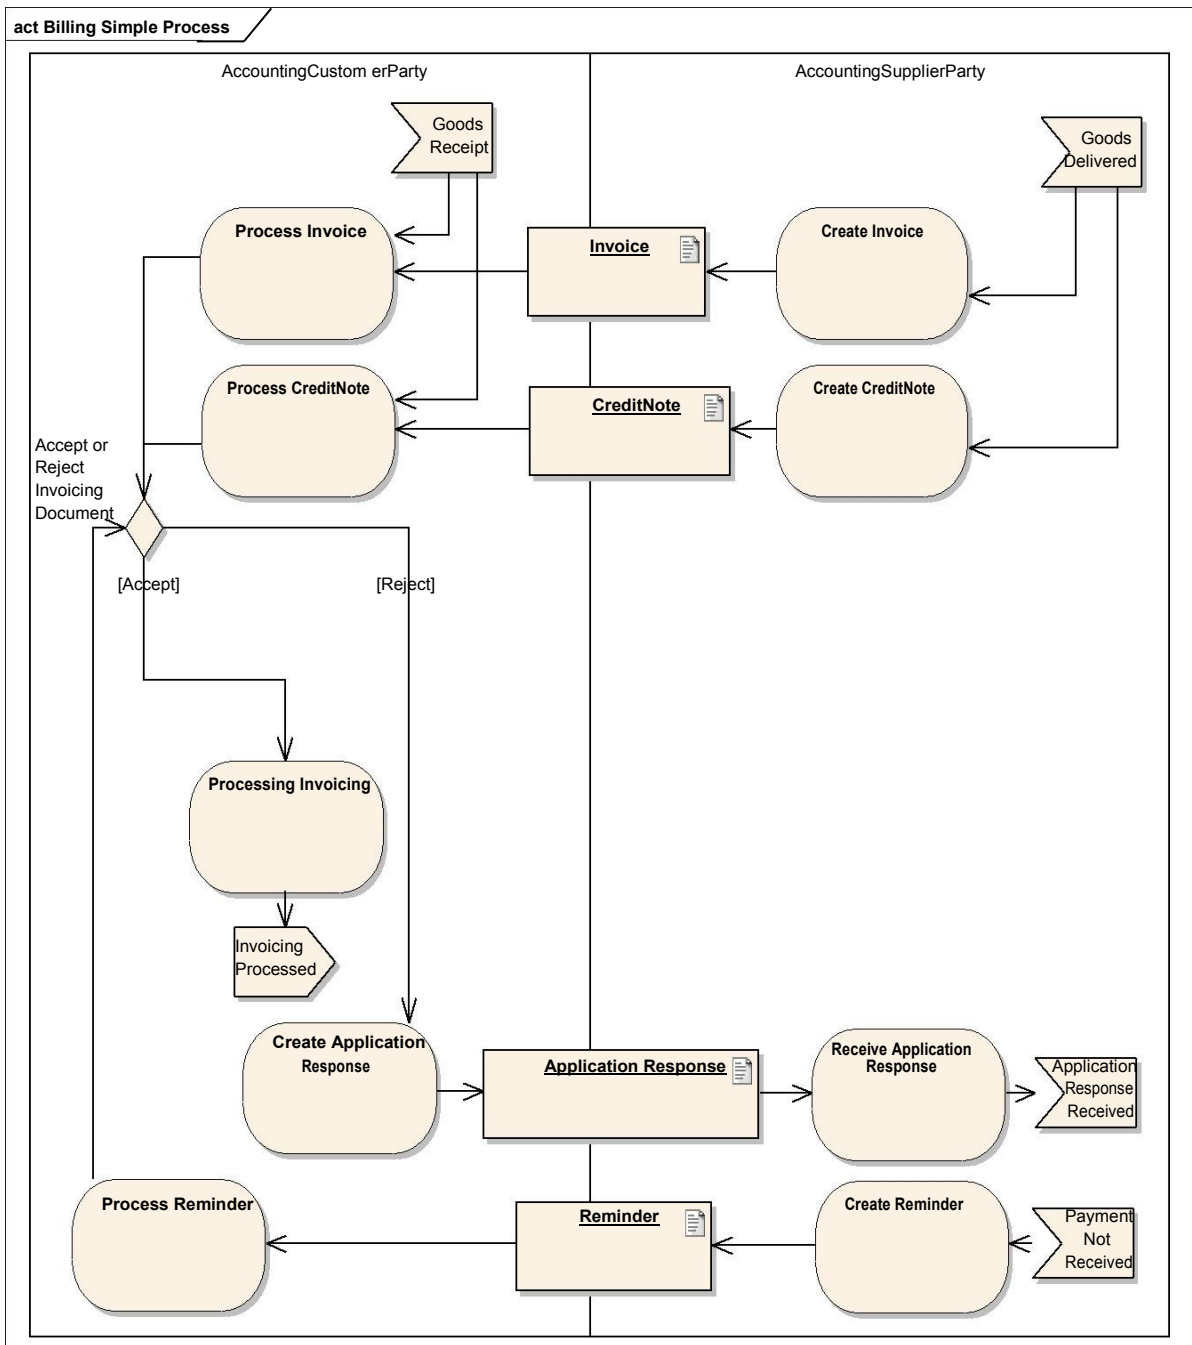 act Billing Simple Process
AccountingCustom erParty
AccountingSupplierParty
Goods
Receipt
Goods
Delivered
Process Invoice
Invoice
Create Invoice
Process CreditNote
CreditNote
Create CreditNote
Accept or
Reject
Invoicing
Document
[Accept]
[Reject]
Processing Invoicing
Invoicing
Processed
Create Application
Response
Application Response
Receive Application
Response
Application
Response
Received
Process Reminder
Reminder
Create Reminder
Payment
Not
Received